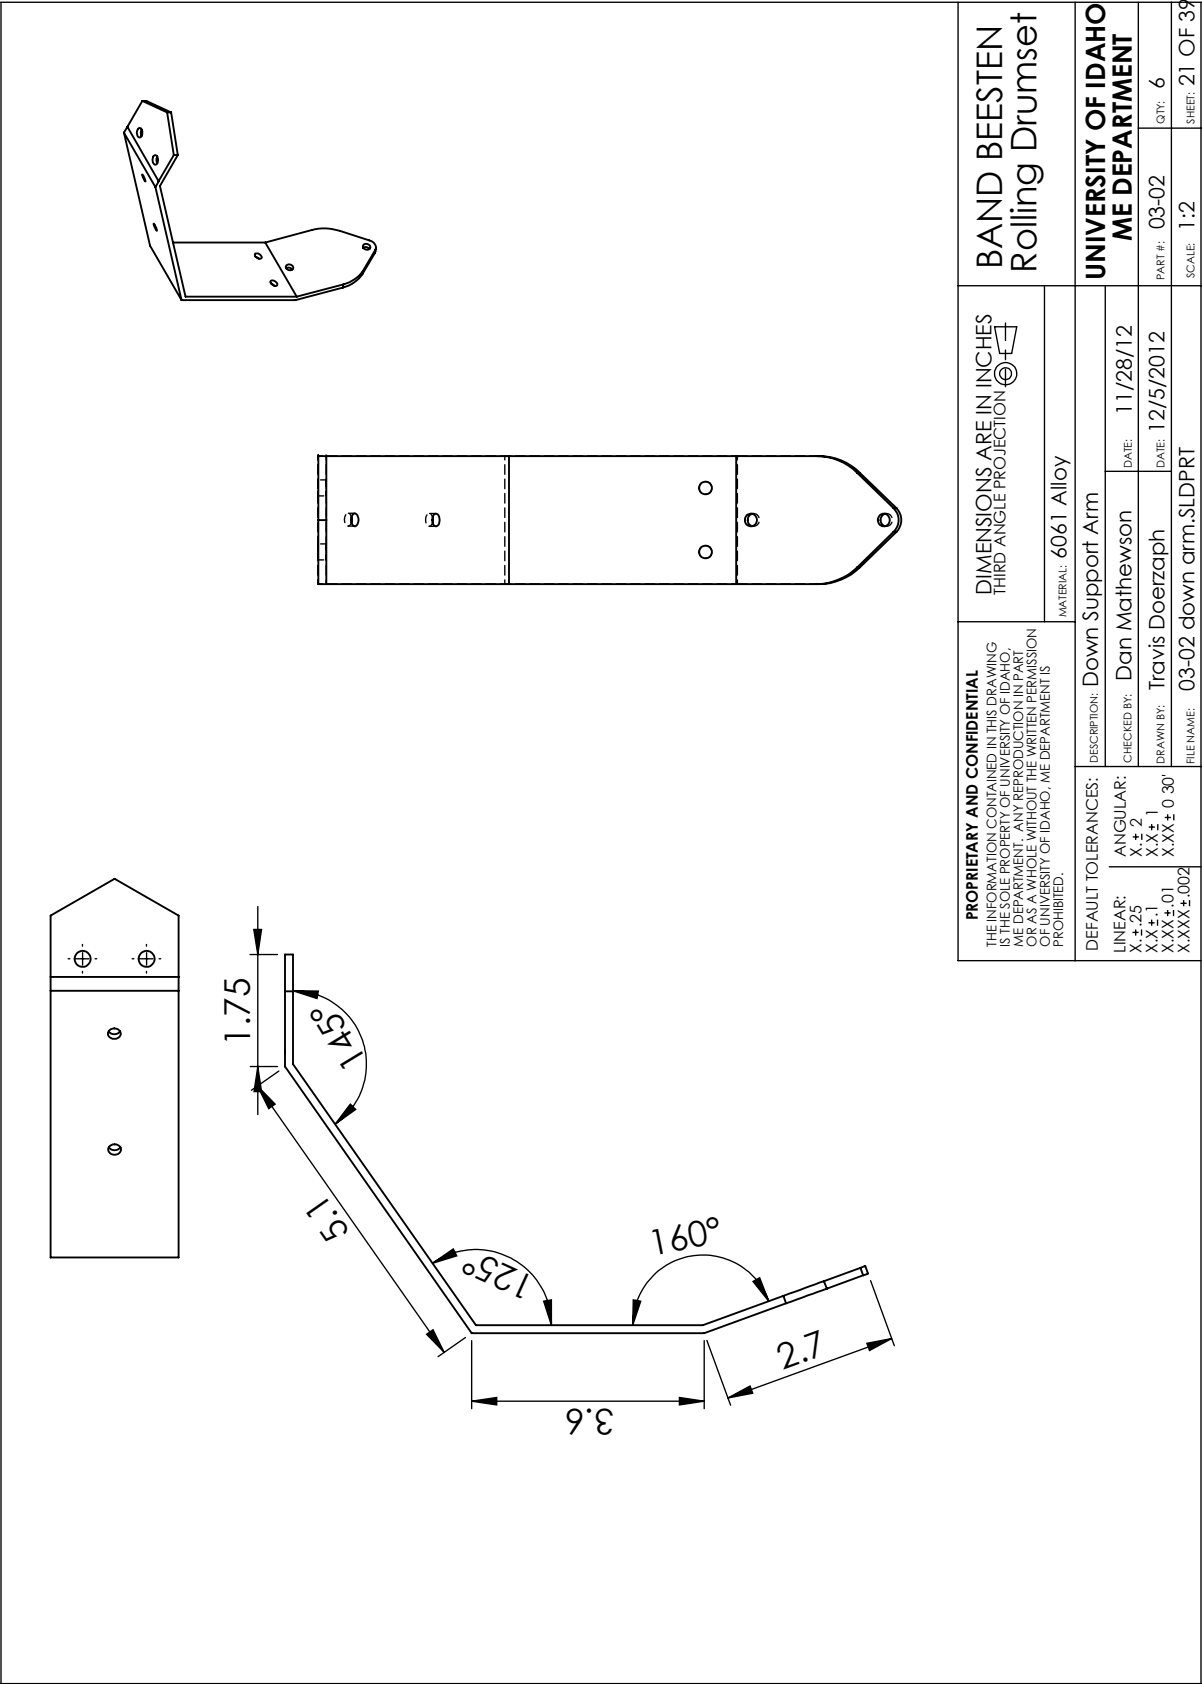 1.75
145°
5.1
125°
160°
3.6
2.7
PROPRIETARY AND CONFIDENTIAL
THE INFORMATION CONTAINED IN THIS DRAWING
IS THE SOLE PROPERTY OF UNIVERSITY OF IDAHO,
ME DEPARTMENT. ANY REPRODUCTION IN PART
OR AS A WHOLE WITHOUT THE WRITTEN PERMISSION
OF UNIVERSITY OF IDAHO, ME DEPARTMENT IS
PROHIBITED.
DIMENSIONS ARE IN INCHES
THIRD ANGLE PROJECTION
MATERIAL: 6061 Alloy
BAND BEESTEN
Rolling Drumset
DEFAULT TOLERANCES:
LINEAR:
X.±.25
X.X±.1
X.XX±.01
X.XXX±.002
ANGULAR:
X.± 2
X.X± 1
X.XX± 0 30'
DESCRIPTION: Down Support Arm
CHECKED BY: Dan Mathewson
DATE: 11/28/12
DRAWN BY: Travis Doerzaph
DATE: 12/5/2012
FILENAME: 03-02 down arm.SLDPRT
UNIVERSITY OF IDAHO
ME DEPARTMENT
PART #: 03-02
QTY: 6
SCALE: 1:2
SHEET: 21 OF 39